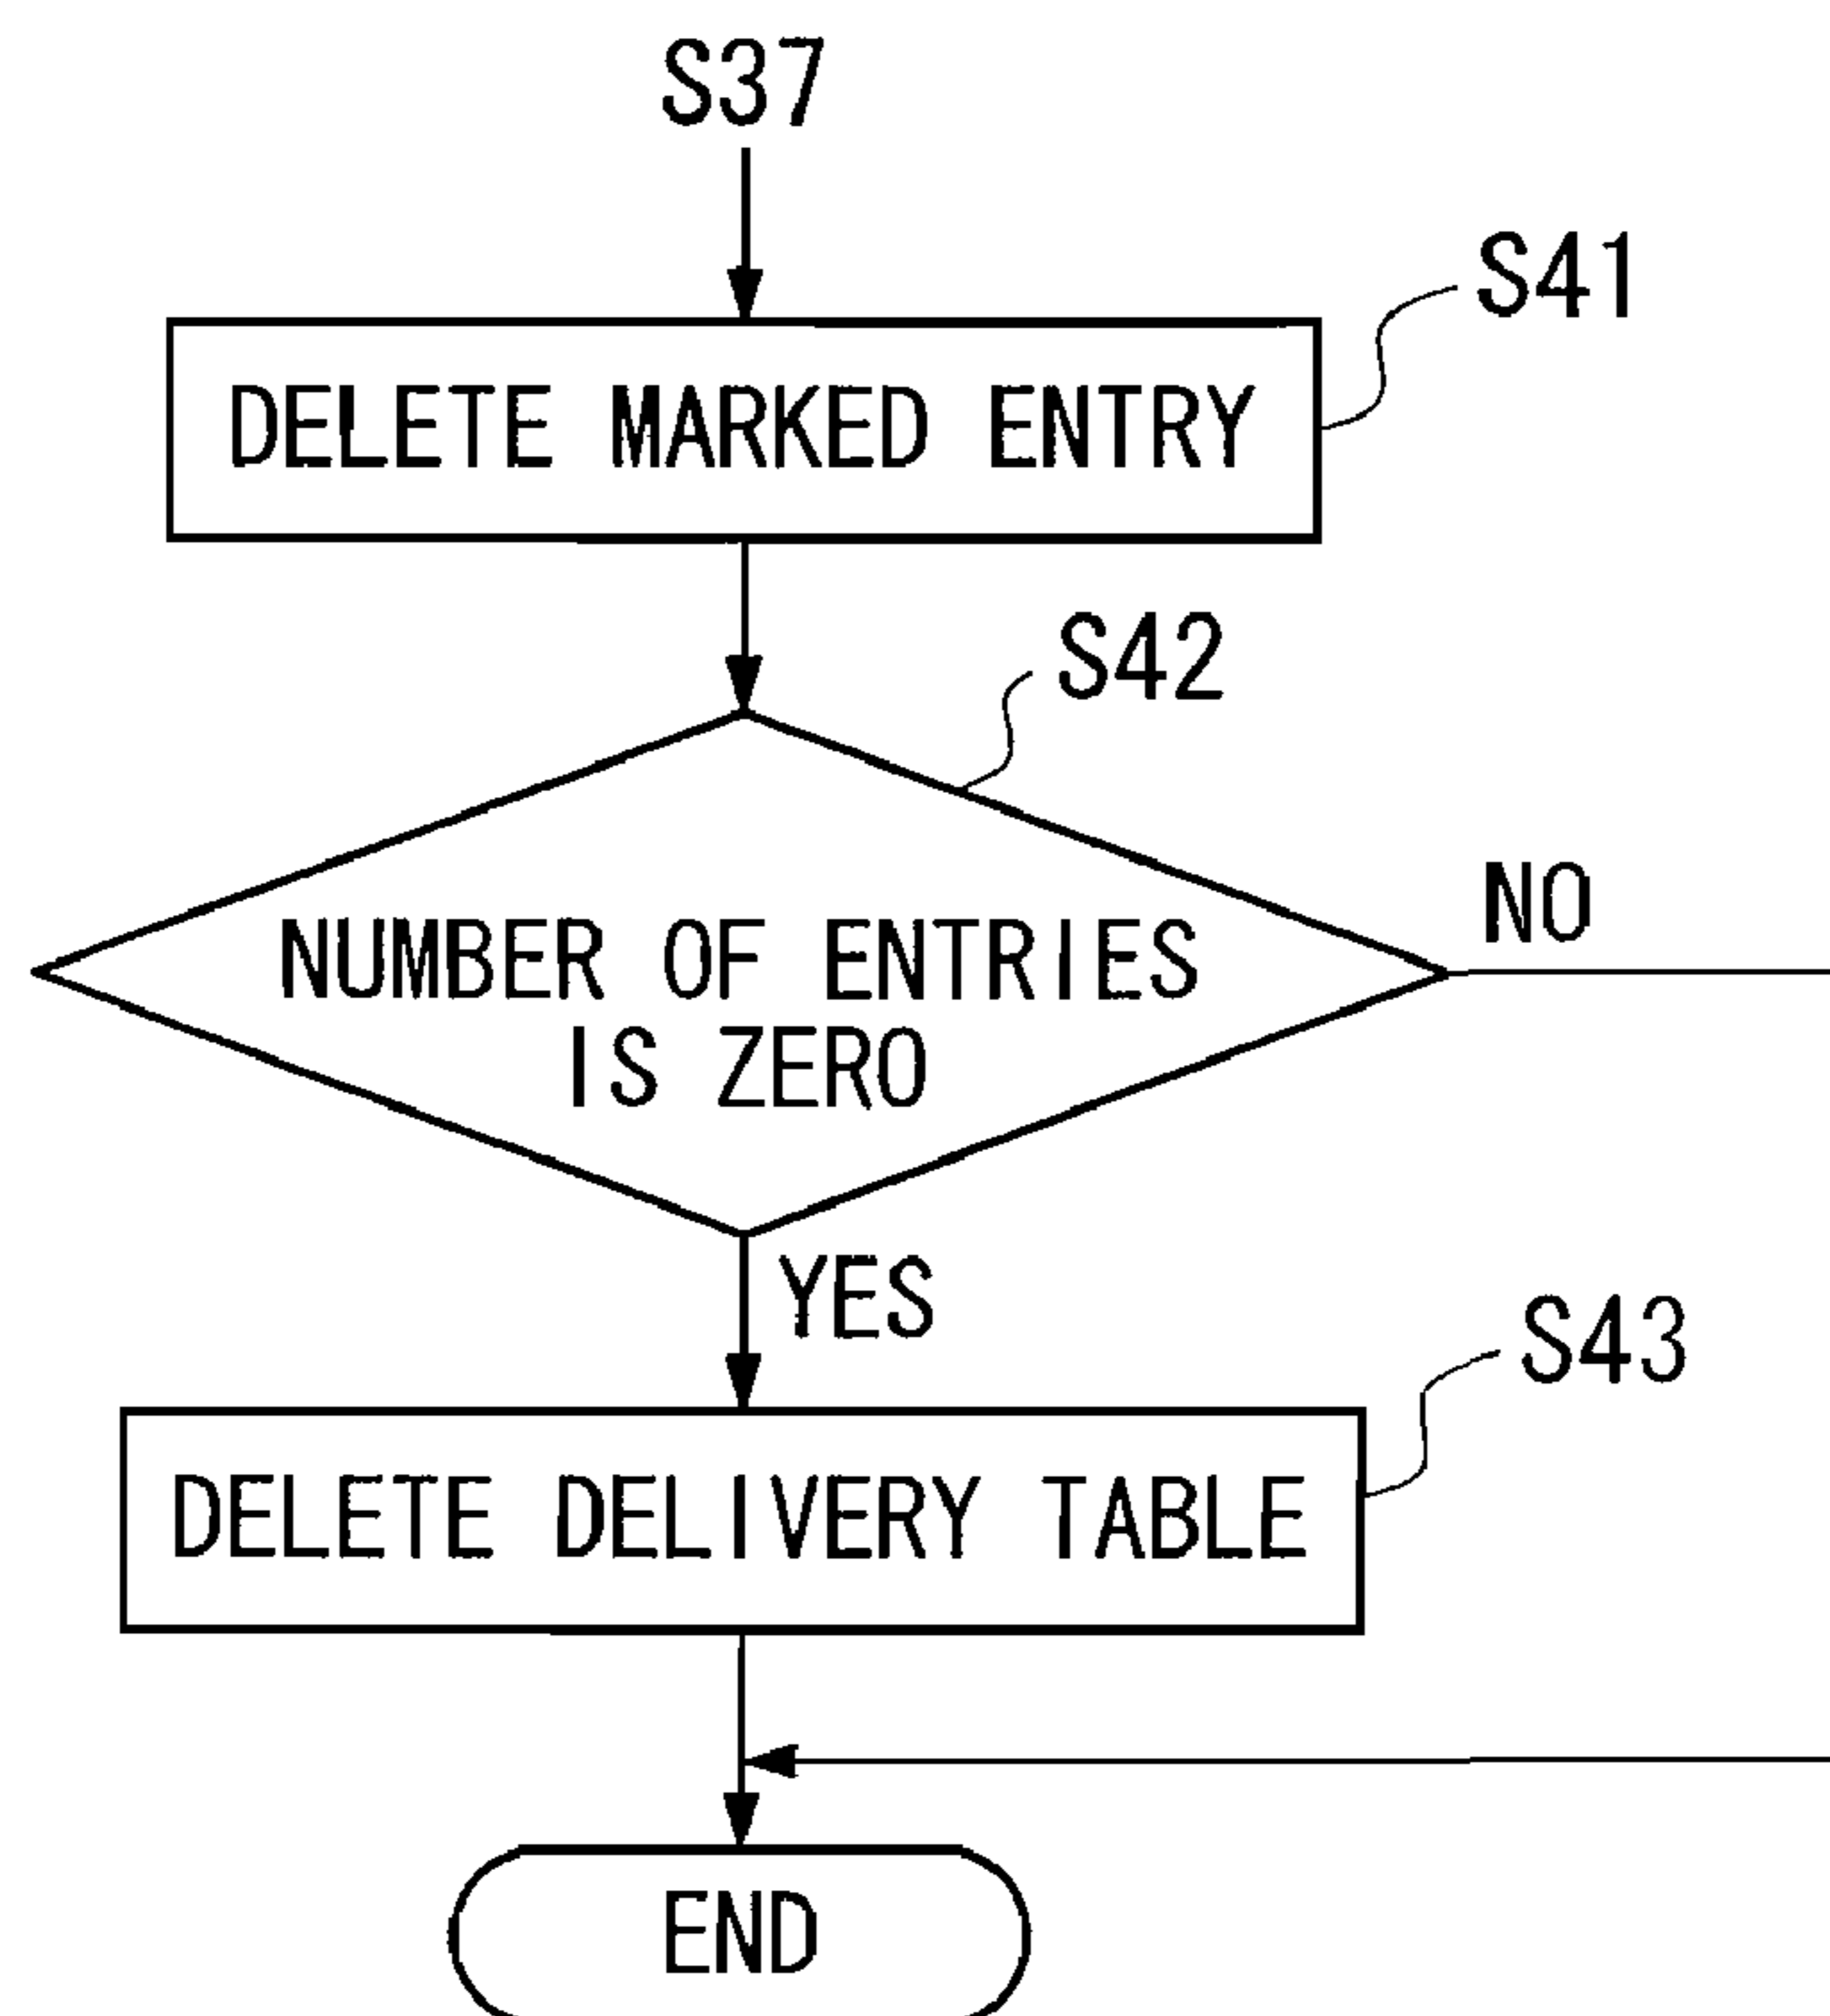 S37
S41
DELETE MARKED ENTRY
S42
NO
NUMBER OF ENTRIES
IS ZERO
YES
S43
DELETE DELIVERY TABLE
END